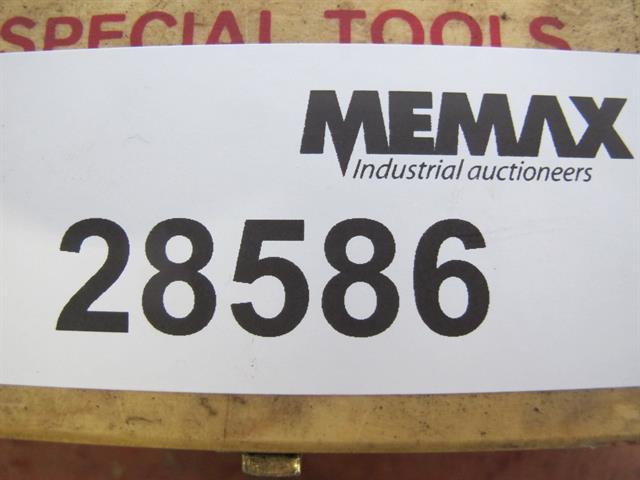 SPECIAL TOOLS
MEMAX
Industrial auctioneers
28586